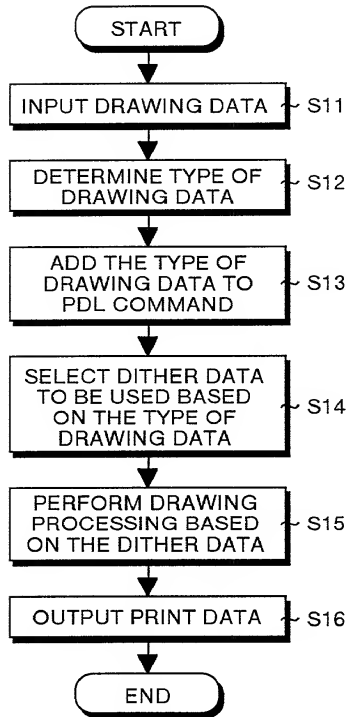 START
INPUT DRAWING DATA
S11
DETERMINE TYPE OF
DRAWING DATA
S12
ADD THE TYPE OF
DRAWING DATA TO
PDL COMMAND
S13
SELECT DITHER DATA
TO BE USED BASED
ON THE TYPE OF
DRAWING DATA
S14
PERFORM DRAWING
PROCESSING BASED
ON THE DITHER DATA
S15
OUTPUT PRINT DATA
S16
END